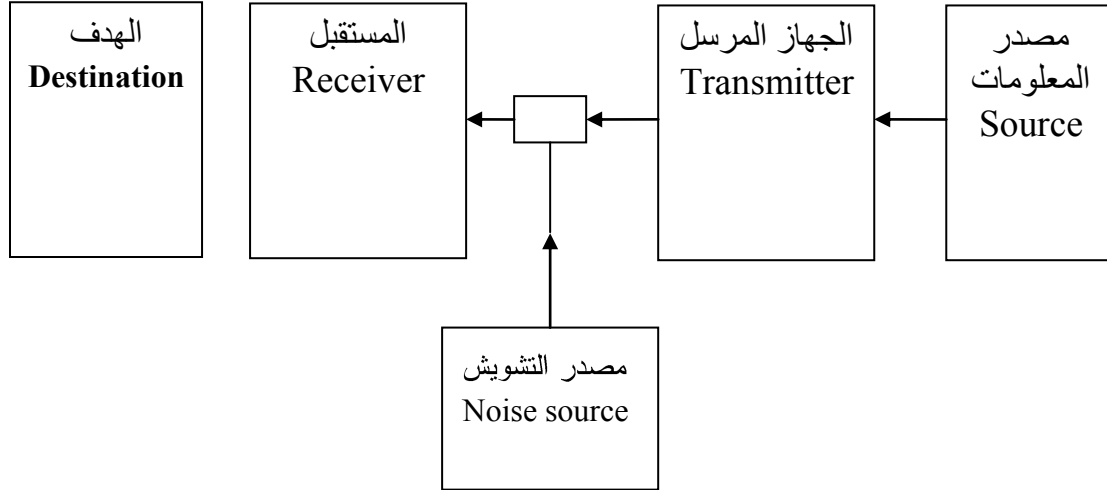 مصدر
المعلومات
Source
الجهاز المرسل
Transmitter
المستقبل
Receiver
الهدف
Destination
مصدر التشويش
Noise source